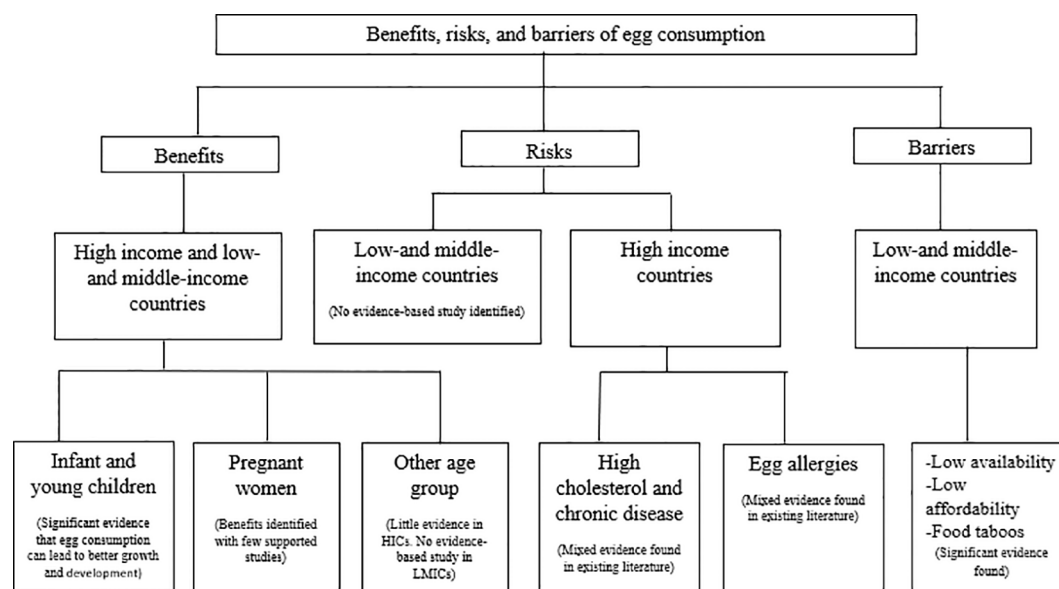 Benefits, risks, and barriers of egg consumption
Benefits
Risks
Barriers
High income and low-
and middle-income
countries
Low-and middle-
income countries
(No evidence-based study identified)
High income
countries
Low-and middle-
income countries
Infant and
young children
(Significant evidence
that egg consumption
can lead to better growth
and development)
Pregnant
women
(Benefits identified
with few supported
studies)
Other age
group
(Little evidence in
HICs. No evidence-
based study in
LMICs)
High
cholesterol and
chronic disease
(Mixed evidence found
in existing literature)
Egg allergies
(Mixed evidence found
in existing literature)
-Low availability
-Low
affordability
-Food taboos
(Significant evidence
found)